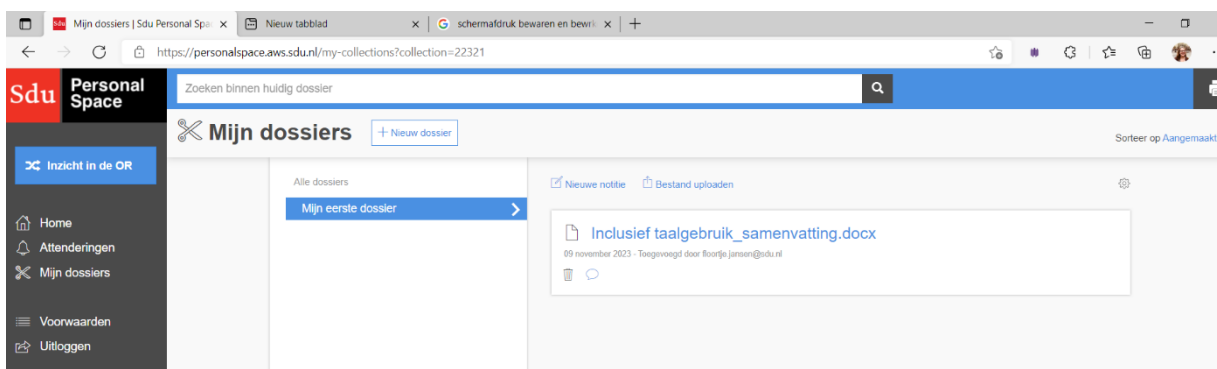 Mijn dossiers | Sdu Personal Spa
Nieuw tabblad
schermafdruk bewaren en bewri
https://personalspace.aws.sdu.nl/my-collections?collection=22321
Sdu Personal Space
Zoeken binnen huidig dossier
Mijn dossiers
+ Nieuw dossier
Sorteer op Aangemaakt
Inzicht in de OR
Home
Attenderingen
Mijn dossiers
Voorwaarden
Uitloggen
Alle dossiers
Mijn eerste dossier
Nieuwe notitie Bestand uploaden
Inclusief taalgebruik_samenvatting.docx
09 november 2023 - Toegevoegd door floortje.jansen@sdu.nl